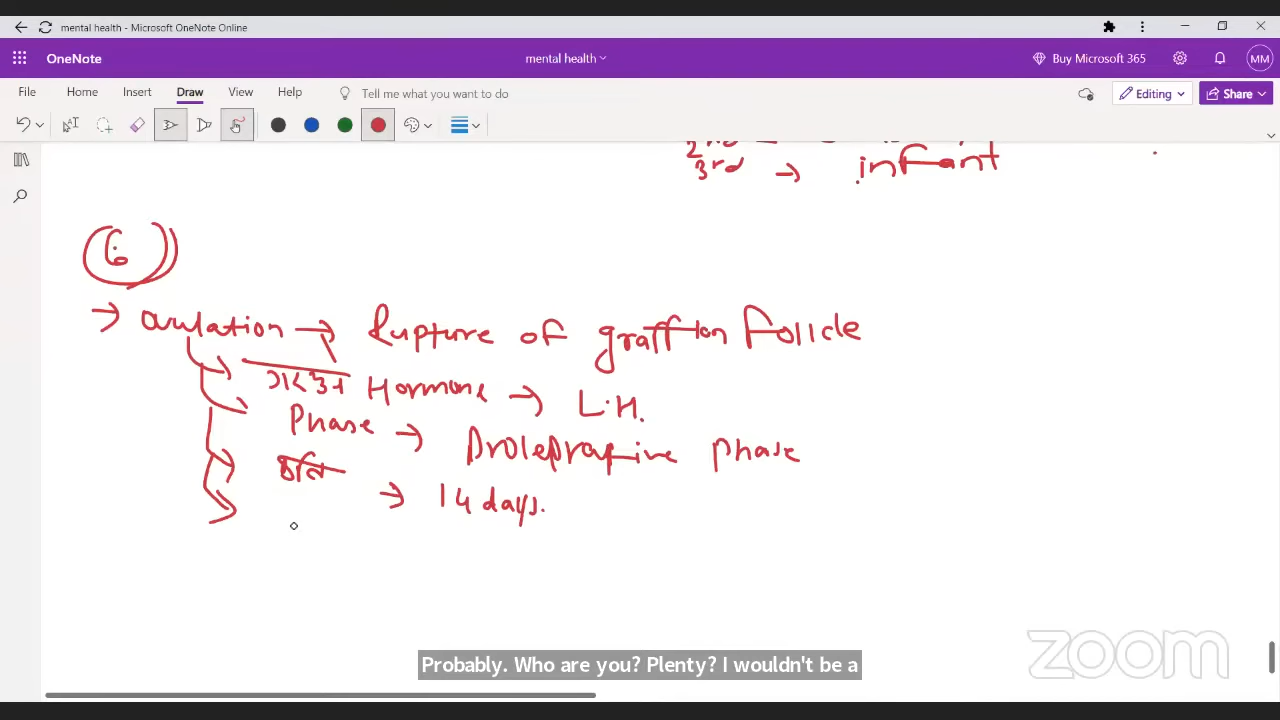 mental health - Microsoft OneNote Online
OneNote
mental health
Buy Microsoft 365
MM
File Home Insert Draw View Help Tell me what you want to do
Editing
Share
3rd → infant
6
→ ovulation → Rupture of graffian Follicle
Hormone → L.H.
Phase → phase
→ 14 days.
Probably. Who are you? Plenty? I wouldn't be a
zoom